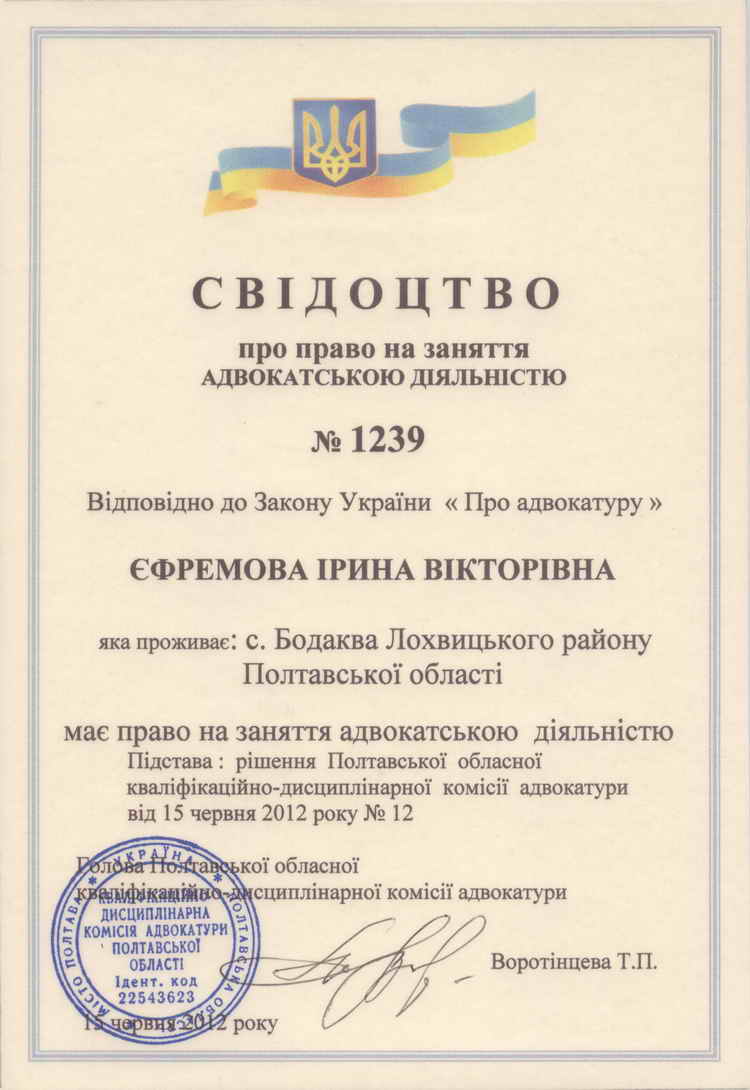 СВІДОЦТВО
про право на заняття
АДВОКАТСЬКОЮ ДІЯЛЬНІСТЮ
№ 1239
Відповідно до Закону України « Про адвокатуру »
ЄФРЕМОВА ІРИНА ВІКТОРІВНА
яка проживає: с. Бодаква Лохвицького району
Полтавської області
має право на заняття адвокатською діяльністю
Підстава : рішення Полтавської обласної
кваліфікаційно-дисциплінарної комісії адвокатури
від 15 червня 2012 року № 12
Голова Полтавської обласної
кваліфікаційно-дисциплінарної комісії адвокатури
Воротінцева Т.П.
15 червня 2012 року
УКРАЇНА
МІСТО ПОЛТАВА
КВАЛІФІКАЦІЙНО
ДИСЦИПЛІНАРНА
КОМІСІЯ АДВОКАТУРИ
ПОЛТАВСЬКОЇ
ОБЛАСТІ
Ідент. код
22543623